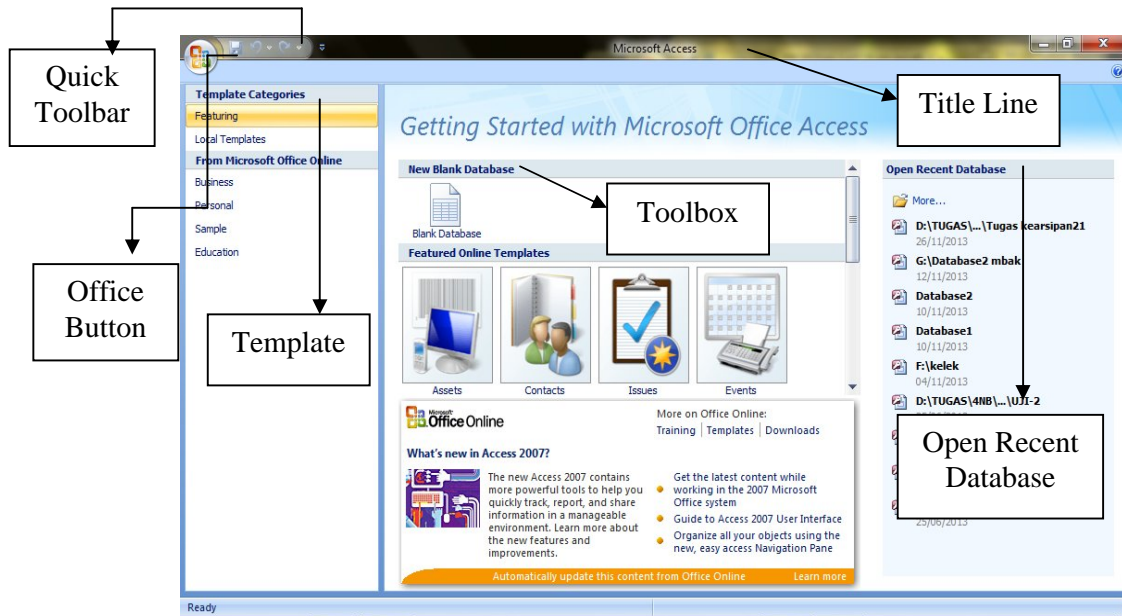 Quick
Toolbar
Microsoft Access
Title Line
Template Categories
Featuring
Local Templates
From Microsoft Office Online
Business
Personal
Sample
Education
Office
Button
Template
Getting Started with Microsoft Office Access
New Blank Database
Blank Database
Toolbox
Featured Online Templates
Assets
Contacts
Issues
Events
Microsoft
Office Online
More on Office Online:
Training | Templates | Downloads
What's new in Access 2007?
The new Access 2007 contains
more powerful tools to help you
quickly track, report, and share
information in a manageable
environment. Learn more about
the new features and
improvements.
Get the latest content while
working in the 2007 Microsoft
Office system
Guide to Access 2007 User Interface
Organize all your objects using the
new, easy access Navigation Pane
Automatically update this content from Office Online
Learn more
Open Recent Database
More...
D:\TUGAS\...\Tugas kearsipan21
26/11/2013
G:\Database2 mbak
12/11/2013
Database2
10/11/2013
Database1
10/11/2013
F:\kelek
04/11/2013
D:\TUGAS\4NB\...\UJI-2
Open Recent
Database
25/06/2013
Ready